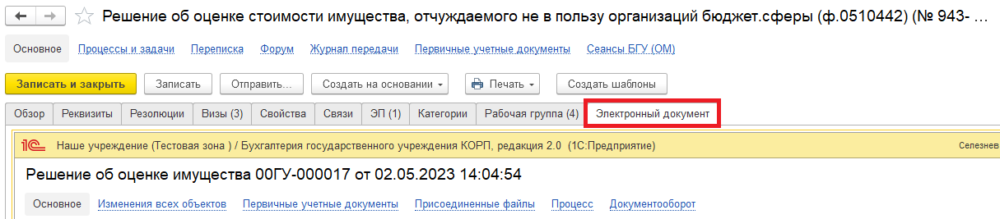 Решение об оценке стоимости имущества, отчуждаемого не в пользу организаций бюджет.сферы (ф.0510442) (№ 943- ...
Основное Процессы и задачи Переписка Форум Журнал передачи Первичные учетные документы Сеансы БГУ (ОМ)
Записать и закрыть Записать Отправить... Создать на основании Печать Создать шаблоны
Обзор Реквизиты Резолюции Визы (3) Свойства Связи ЭП (1) Категории Рабочая группа (4) Электронный документ
1С Наше учреждение (Тестовая зона ) / Бухгалтерия государственного учреждения КОРП, редакция 2.0 (1С:Предприятие) Селезнев
Решение об оценке имущества 00ГУ-000017 от 02.05.2023 14:04:54
Основное Изменения всех объектов Первичные учетные документы Присоединенные файлы Процесс Документооборот